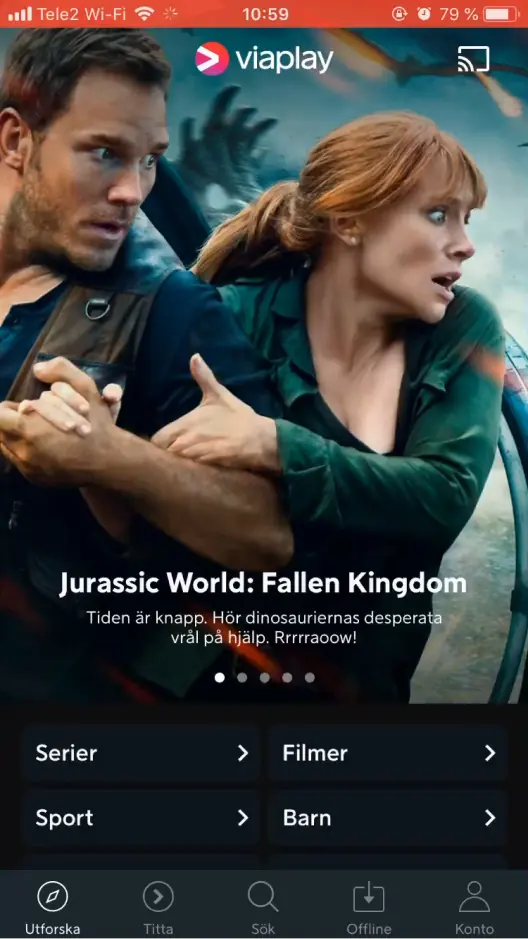 Tele2 Wi-Fi 10:59 79 %
viaplay
Jurassic World: Fallen Kingdom
Tiden är knapp. Hör dinosauriernas desperata
vrål på hjälp. Rrrrraoow!
Serier Filmer
Sport Barn
Utforska Titta Sök Offline Konto